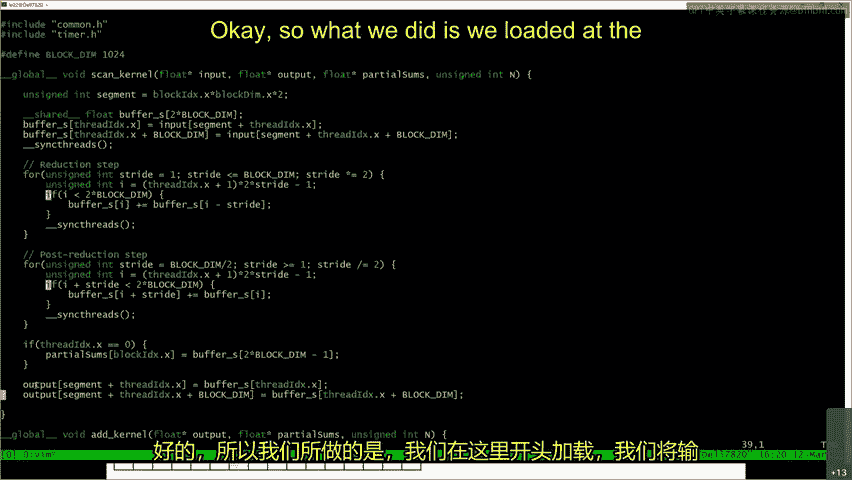 #include "common.h"
#include "timer.h"
Okay, so what we did is we loaded at the
#define BLOCK_DIM 1024
__global__ void scan_kernel(float* input, float* output, float* partialSums, unsigned int N) {
unsigned int segment = blockIdx.x*blockDim.x*2;
__shared__ float buffer_s[2*BLOCK_DIM];
buffer_s[threadIdx.x] = input[segment + threadIdx.x];
buffer_s[threadIdx.x + BLOCK_DIM] = input[segment + threadIdx.x + BLOCK_DIM];
__syncthreads();
// Reduction step
for(unsigned int stride = 1; stride <= BLOCK_DIM; stride *= 2) {
unsigned int i = (threadIdx.x + 1)*2*stride - 1;
if(i < 2*BLOCK_DIM) {
buffer_s[i] += buffer_s[i - stride];
}
__syncthreads();
}
// Post-reduction step
for(unsigned int stride = BLOCK_DIM/2; stride >= 1; stride /= 2) {
unsigned int i = (threadIdx.x + 1)*2*stride - 1;
if(i + stride < 2*BLOCK_DIM) {
buffer_s[i + stride] += buffer_s[i];
}
__syncthreads();
}
if(threadIdx.x == 0) {
partialSums[blockIdx.x] = buffer_s[2*BLOCK_DIM - 1];
}
output[segment + threadIdx.x] = buffer_s[threadIdx.x];
output[segment + threadIdx.x + BLOCK_DIM] = buffer_s[threadIdx.x + BLOCK_DIM];
}
__global__ void add_kernel(float* output, float* partialSums, unsigned int N) {
39,1
好的，所以我们所做的是，我们在这里开头加载，我们将输
+13